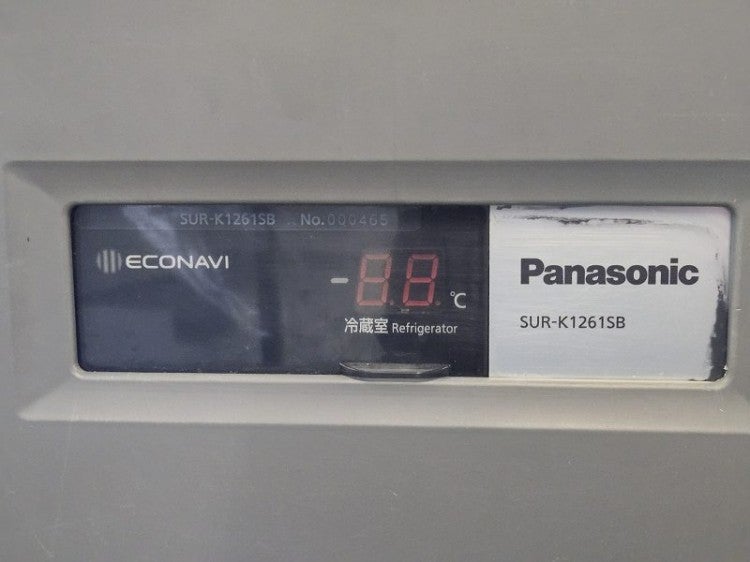 SUR-K1261SB No.000465
ECONAVI
-88 ℃
冷蔵室 Refrigerator
Panasonic
SUR-K1261SB